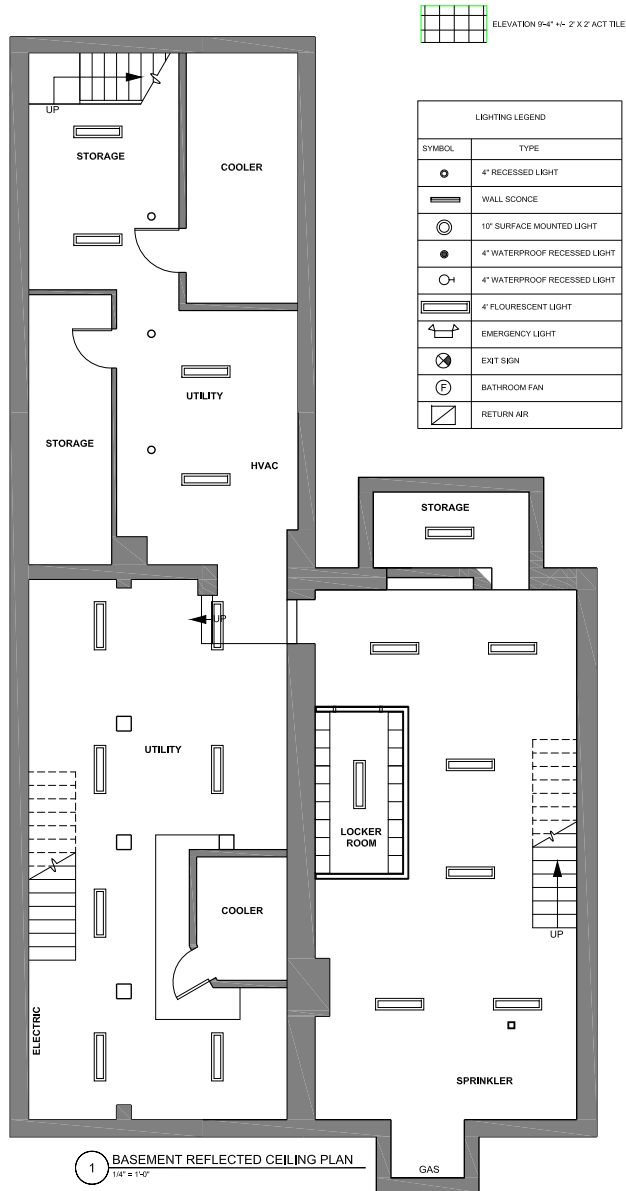 ELEVATION 9'-4" +/- 2' X 2' ACT TILE
LIGHTING LEGEND
SYMBOL TYPE
4" RECESSED LIGHT
WALL SCONCE
10" SURFACE MOUNTED LIGHT
4" WATERPROOF RECESSED LIGHT
4" WATERPROOF RECESSED LIGHT
4' FLOURESCENT LIGHT
EMERGENCY LIGHT
EXIT SIGN
F BATHROOM FAN
RETURN AIR
UP
STORAGE
COOLER
UTILITY
STORAGE
HVAC
STORAGE
UP
UTILITY
LOCKER
ROOM
COOLER
UP
ELECTRIC
SPRINKLER
GAS
1 BASEMENT REFLECTED CEILING PLAN
1/4" = 1'-0"